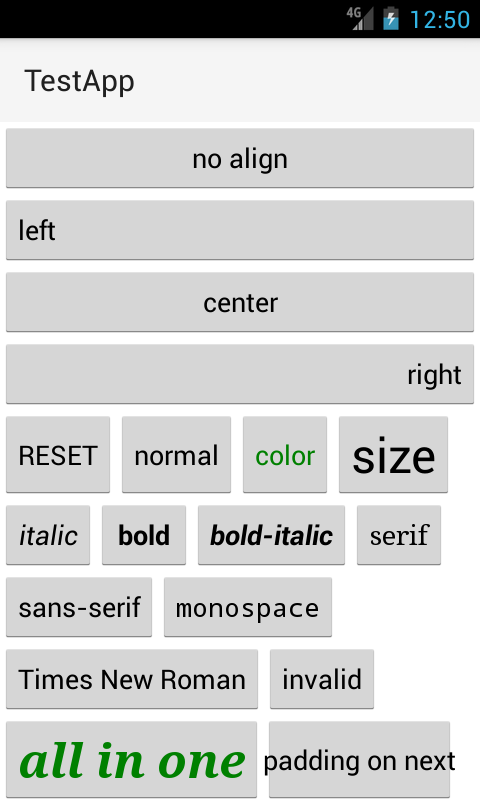 4G 12:50
TestApp
no align
left
center
right
RESET normal color size
italic bold bold-italic serif
sans-serif monospace
Times New Roman invalid
all in one padding on next